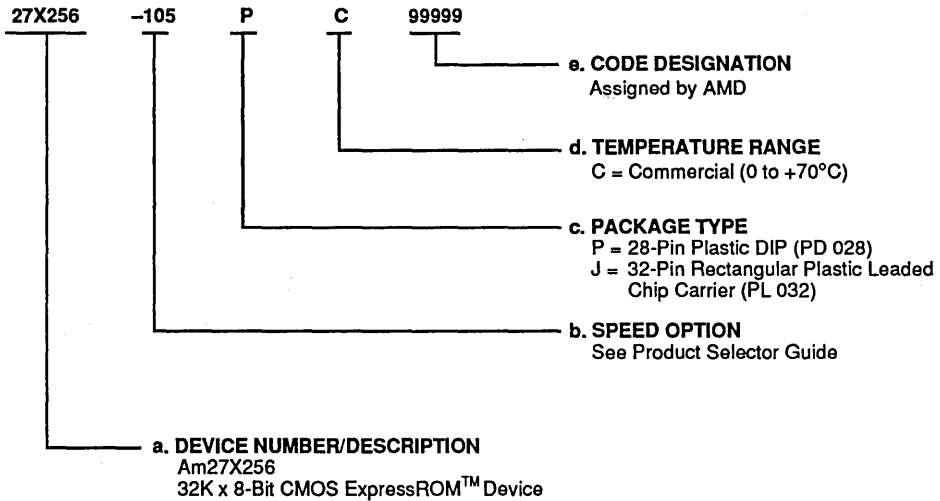 27X256 –105 P C 99999
e. CODE DESIGNATION
Assigned by AMD
d. TEMPERATURE RANGE
C = Commercial (0 to +70°C)
c. PACKAGE TYPE
P = 28-Pin Plastic DIP (PD 028)
J = 32-Pin Rectangular Plastic Leaded
Chip Carrier (PL 032)
b. SPEED OPTION
See Product Selector Guide
a. DEVICE NUMBER/DESCRIPTION
Am27X256
32K x 8-Bit CMOS ExpressROM™ Device